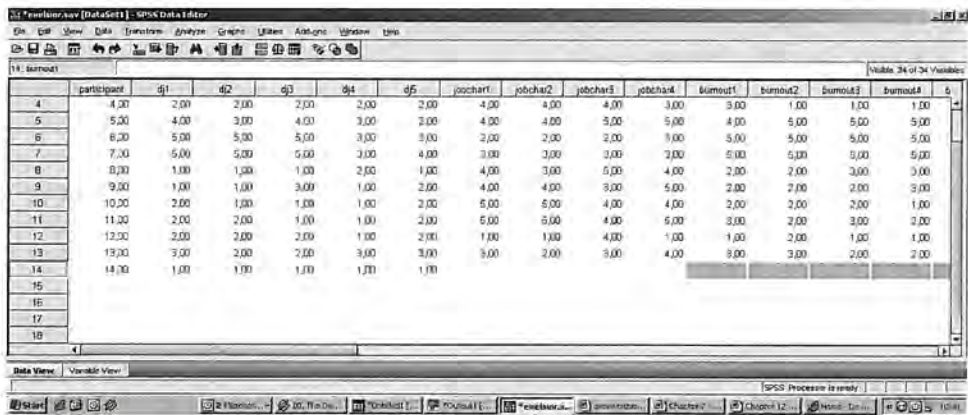 *exelsior.sav [DataSet1] - SPSS Data Editor
File Edit View Data Transform Analyze Graphs Utilities Add-ons Window Help
14 : burnout1 Visible: 34 of 34 Variables
participant dj1 dj2 dj3 dj4 dj5 jobchar1 jobchar2 jobchar3 jobchar4 burnout1 burnout2 burnout3 burnout4 b
4 4,00 2,00 2,00 2,00 2,00 2,00 4,00 4,00 4,00 3,00 3,00 1,00 1,00 1,00
5 5,00 4,00 3,00 4,00 3,00 2,00 4,00 4,00 5,00 5,00 4,00 5,00 5,00 5,00
6 6,00 5,00 5,00 5,00 3,00 3,00 2,00 2,00 2,00 3,00 5,00 5,00 5,00 5,00
7 7,00 5,00 5,00 5,00 3,00 4,00 3,00 3,00 3,00 5,00 5,00 5,00 5,00
8 8,00 1,00 1,00 1,00 2,00 1,00 4,00 3,00 5,00 4,00 2,00 2,00 3,00 3,00
9 9,00 1,00 1,00 3,00 1,00 2,00 4,00 4,00 3,00 5,00 2,00 2,00 2,00 3,00
10 10,00 2,00 1,00 1,00 1,00 2,00 5,00 5,00 4,00 4,00 2,00 2,00 2,00 1,00
11 11,00 2,00 2,00 1,00 1,00 2,00 5,00 5,00 4,00 5,00 3,00 2,00 3,00 2,00
12 12,00 2,00 2,00 2,00 1,00 2,00 1,00 1,00 4,00 1,00 1,00 2,00 1,00 1,00
13 13,00 3,00 2,00 2,00 3,00 3,00 3,00 2,00 3,00 4,00 3,00 3,00 2,00 2,00
14 14,00 1,00 1,00 1,00 1,00 1,00
15
16
17
18
Data View Variable View
SPSS Processor is ready
Start